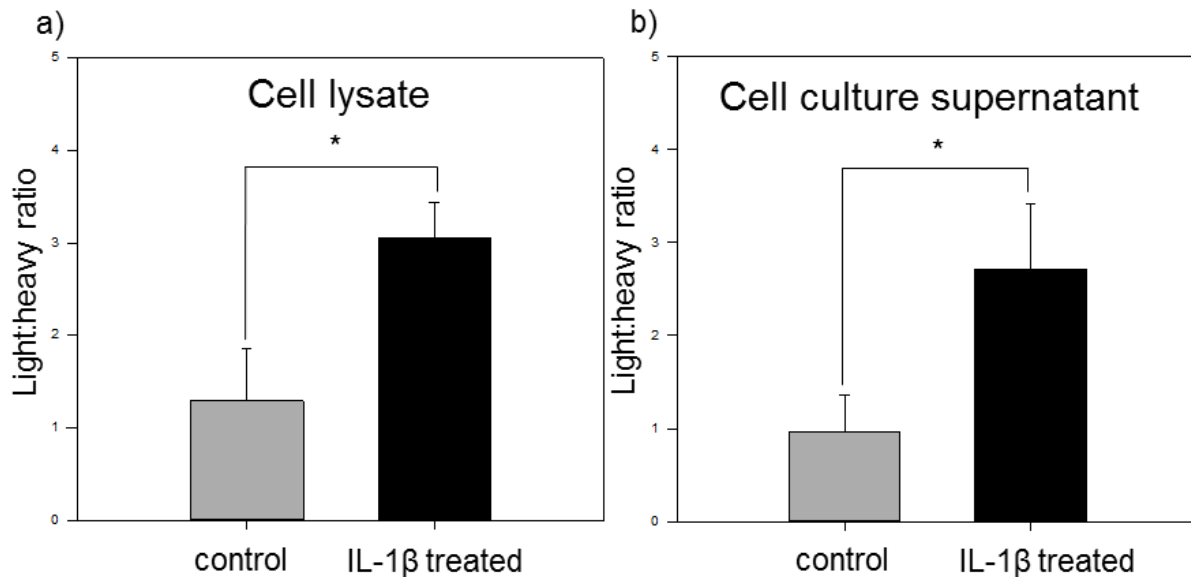 a)
Cell lysate
*
Light:heavy ratio
5
4
3
2
1
0
control IL-1β treated
b)
Cell culture supernatant
*
Light:heavy ratio
5
4
3
2
1
0
control IL-1β treated